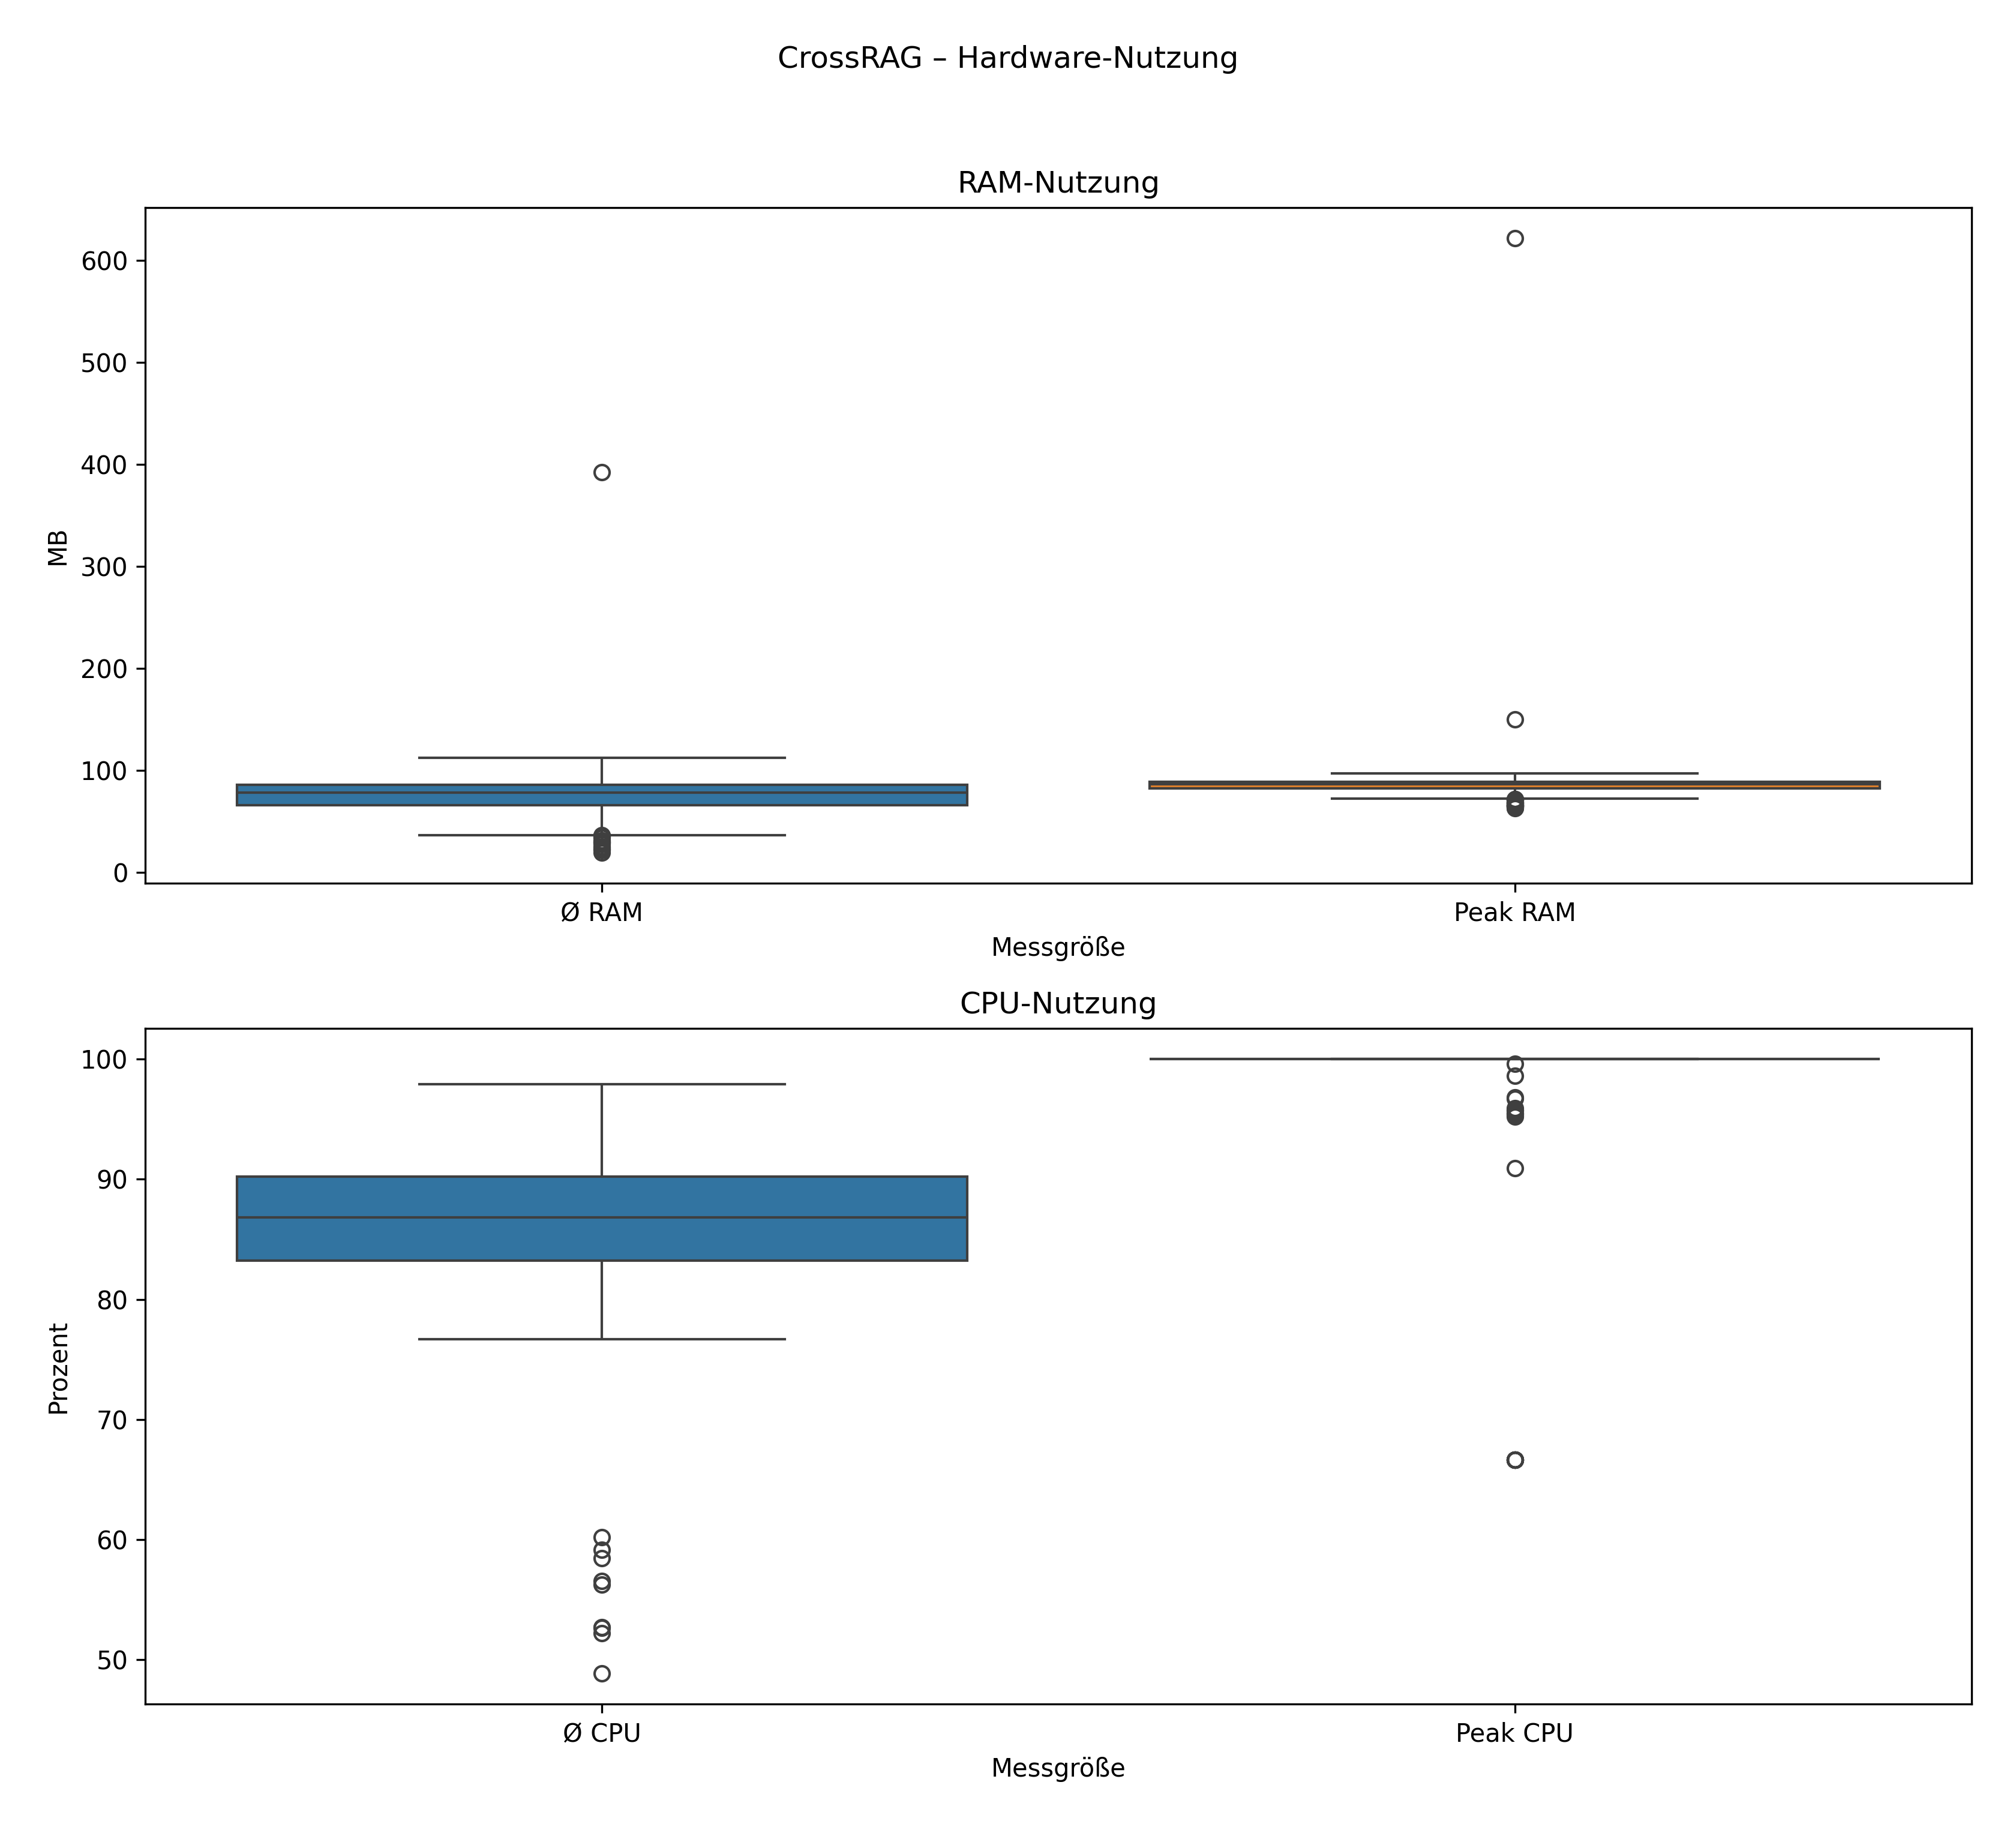 CrossRAG – Hardware-Nutzung
RAM-Nutzung
600
500
400
300
200
100
0
MB
Ø RAM
Peak RAM
Messgröße
CPU-Nutzung
100
90
80
70
60
50
Prozent
Ø CPU
Peak CPU
Messgröße